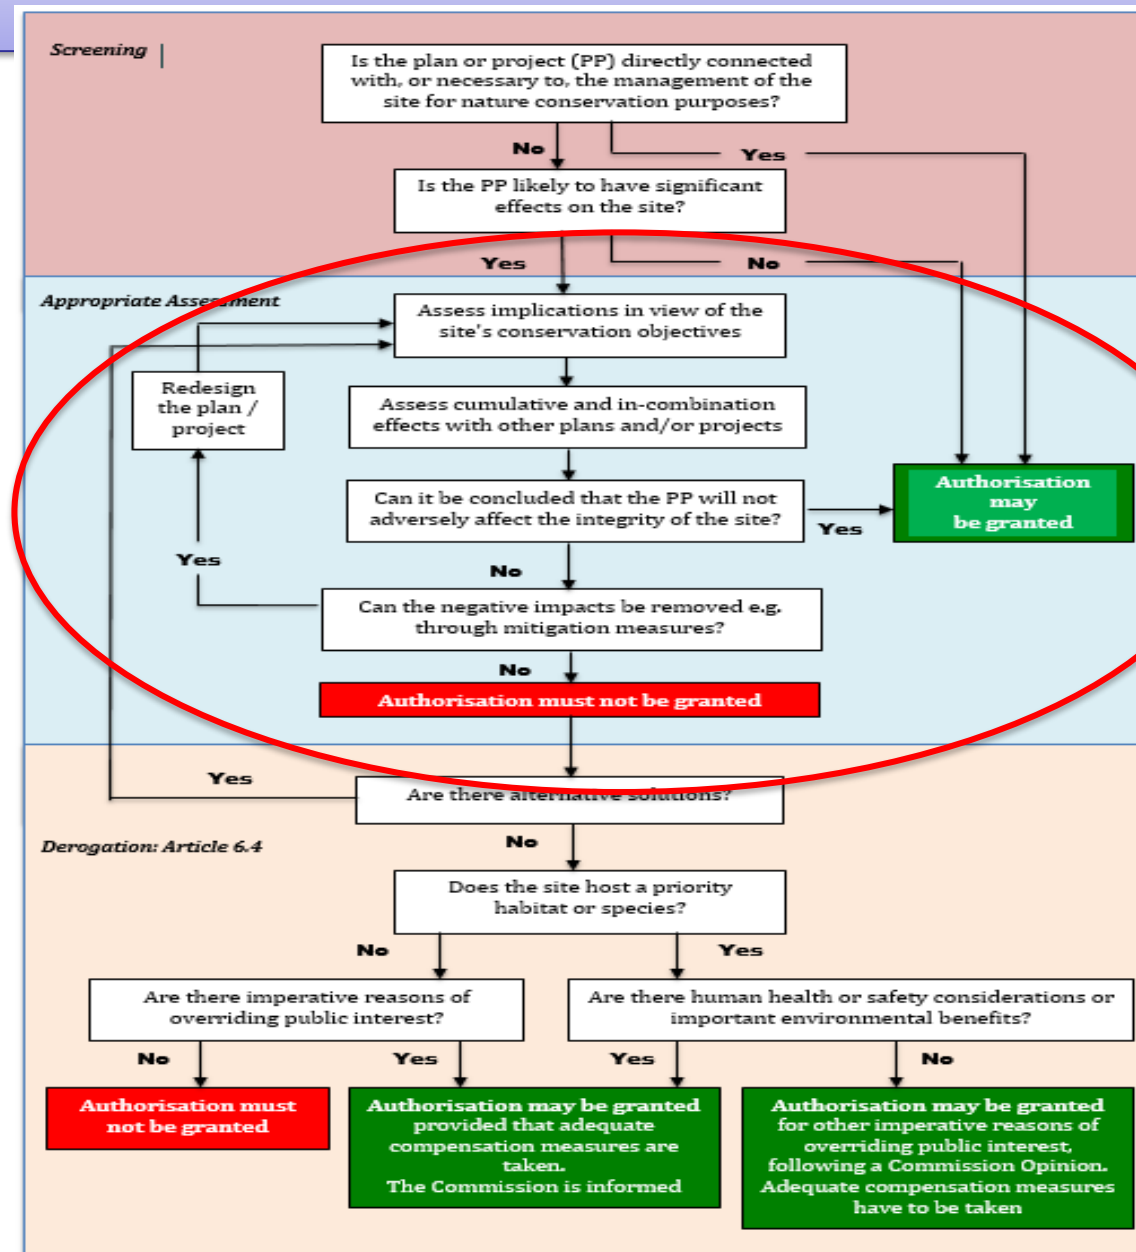 Screening
Is the plan or project (PP) directly connected
with, or necessary to, the management of the
site for nature conservation purposes?
No
Yes
Is the PP likely to have significant
effects on the site?
Yes
No
Appropriate Assessment
Assess implications in view of the
site's conservation objectives
Redesign
the plan /
project
Assess cumulative and in-combination
effects with other plans and/or projects
Can it be concluded that the PP will not
adversely affect the integrity of the site?
Yes
Authorisation
may
be granted
Yes
No
Can the negative impacts be removed e.g.
through mitigation measures?
No
Authorisation must not be granted
Yes
Are there alternative solutions?
Derogation: Article 6.4
No
Does the site host a priority
habitat or species?
No
Yes
Are there imperative reasons of
overriding public interest?
Are there human health or safety considerations or
important environmental benefits?
No
Yes
Yes
No
Authorisation must
not be granted
Authorisation may be granted
provided that adequate
compensation measures are
taken.
The Commission is informed
Authorisation may be granted
for other imperative reasons of
overriding public interest,
following a Commission Opinion.
Adequate compensation measures
have to be taken